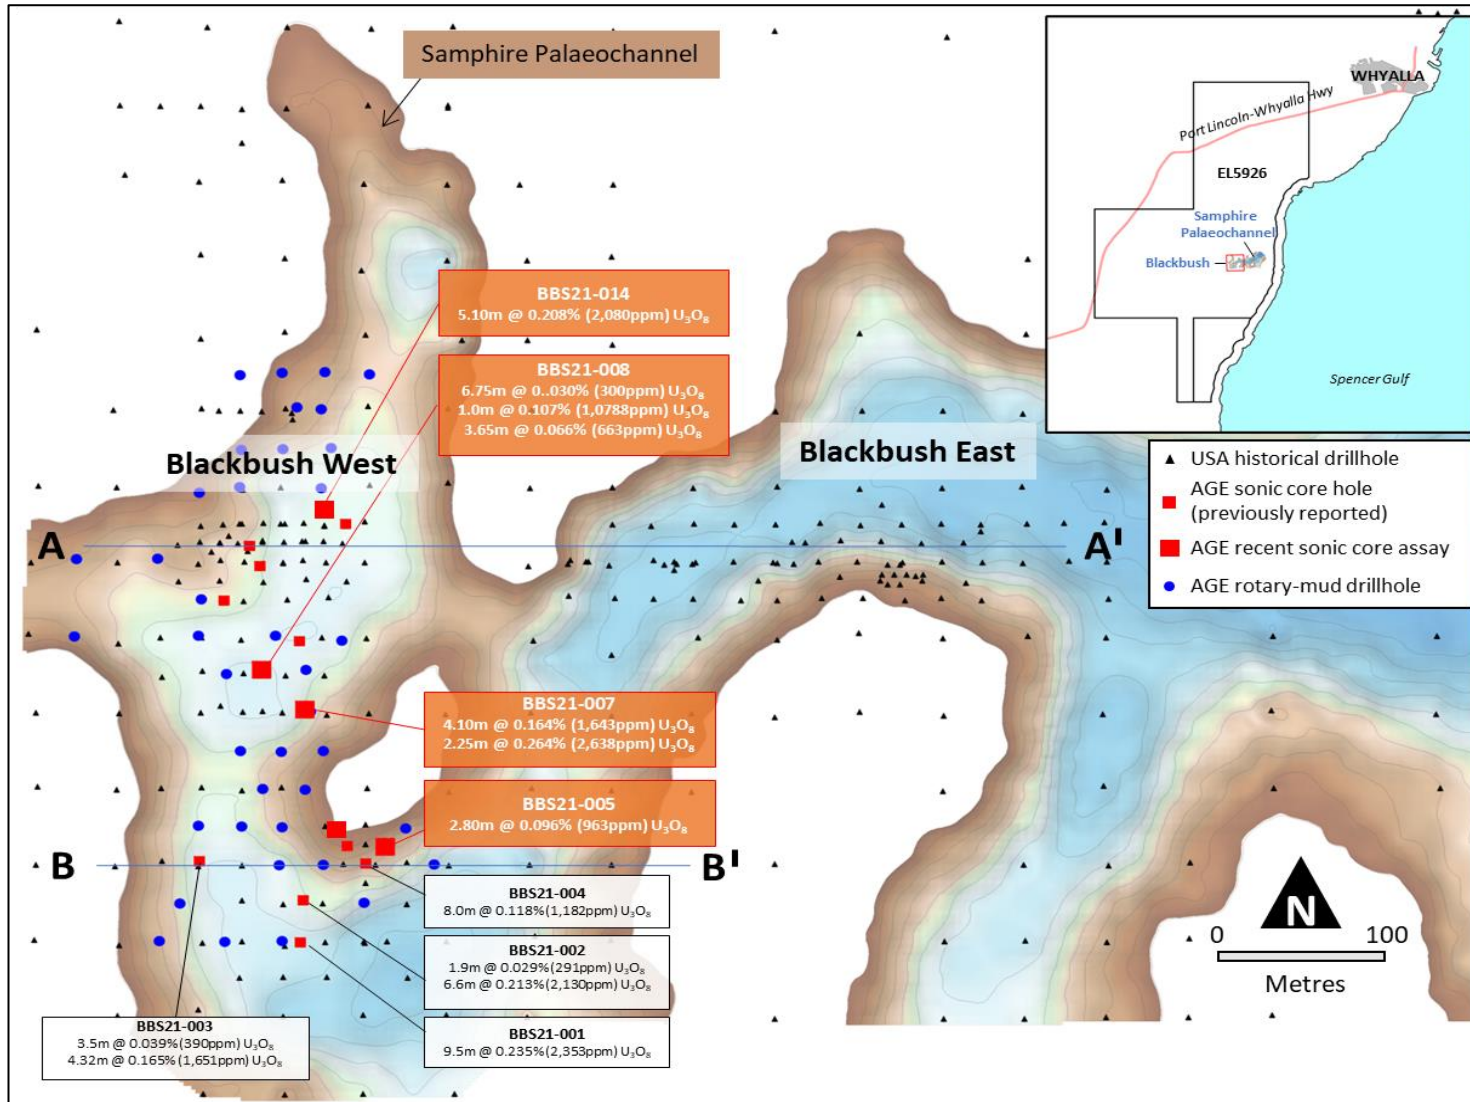 Samphire Palaeochannel
WHYALLA
Port Lincoln-Whyalla Hwy
EL5926
Samphire
Palaeochannel
Blackbush
Spencer Gulf
BBS21-014
5.10m @ 0.208% (2,080ppm) U₃O₈
BBS21-008
6.75m @ 0..030% (300ppm) U₃O₈
1.0m @ 0.107% (1,0788ppm) U₃O₈
3.65m @ 0.066% (663ppm) U₃O₈
Blackbush West
Blackbush East
USA historical drillhole
AGE sonic core hole
(previously reported)
AGE recent sonic core assay
AGE rotary-mud drillhole
A
A'
BBS21-007
4.10m @ 0.164% (1,643ppm) U₃O₈
2.25m @ 0.264% (2,638ppm) U₃O₈
BBS21-005
2.80m @ 0.096% (963ppm) U₃O₈
B
B'
BBS21-004
8.0m @ 0.118%(1,182ppm) U₃O₈
BBS21-002
1.9m @ 0.029%(291ppm) U₃O₈
6.6m @ 0.213%(2,130ppm) U₃O₈
BBS21-003
3.5m @ 0.039%(390ppm) U₃O₈
4.32m @ 0.165%(1,651ppm) U₃O₈
BBS21-001
9.5m @ 0.235%(2,353ppm) U₃O₈
N
0 100
Metres